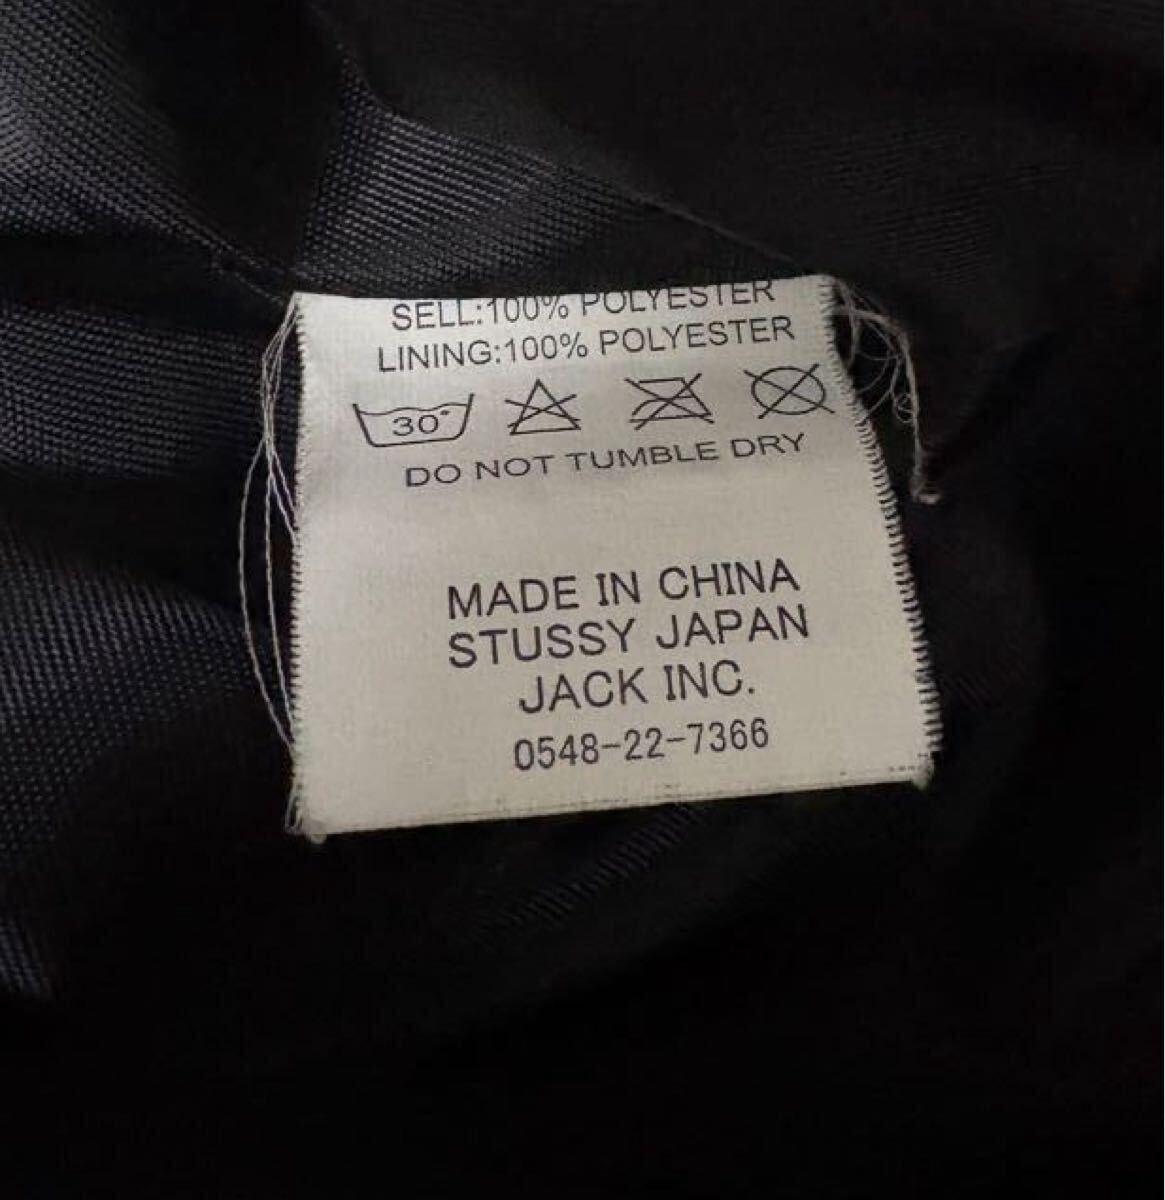 SELL:100% POLYESTER
LINING:100% POLYESTER
30°
DO NOT TUMBLE DRY
MADE IN CHINA
STUSSY JAPAN
JACK INC.
0548-22-7366